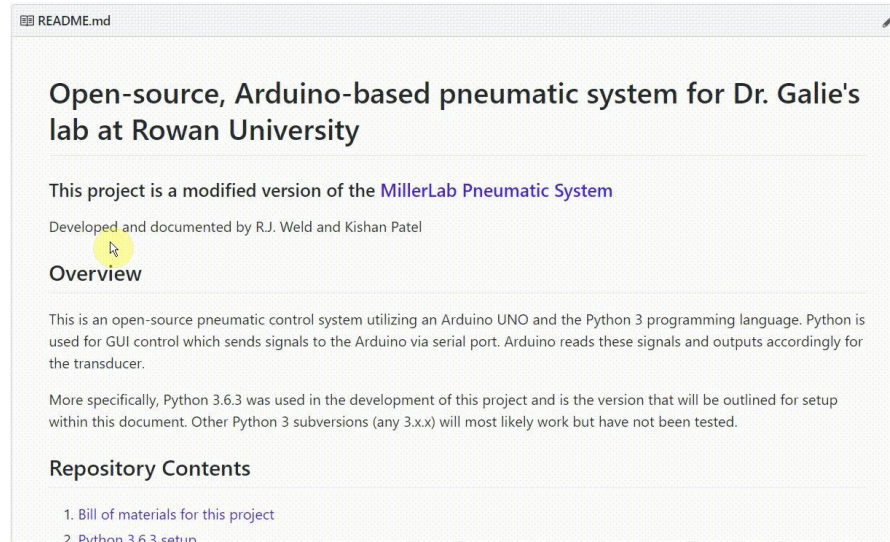 README.md
Open-source, Arduino-based pneumatic system for Dr. Galie's
lab at Rowan University
This project is a modified version of the MillerLab Pneumatic System
Developed and documented by R.J. Weld and Kishan Patel
Overview
This is an open-source pneumatic control system utilizing an Arduino UNO and the Python 3 programming language. Python is
used for GUI control which sends signals to the Arduino via serial port. Arduino reads these signals and outputs accordingly for
the transducer.
More specifically, Python 3.6.3 was used in the development of this project and is the version that will be outlined for setup
within this document. Other Python 3 subversions (any 3.x.x) will most likely work but have not been tested.
Repository Contents
1. Bill of materials for this project
2. Python 3.6.3 setup